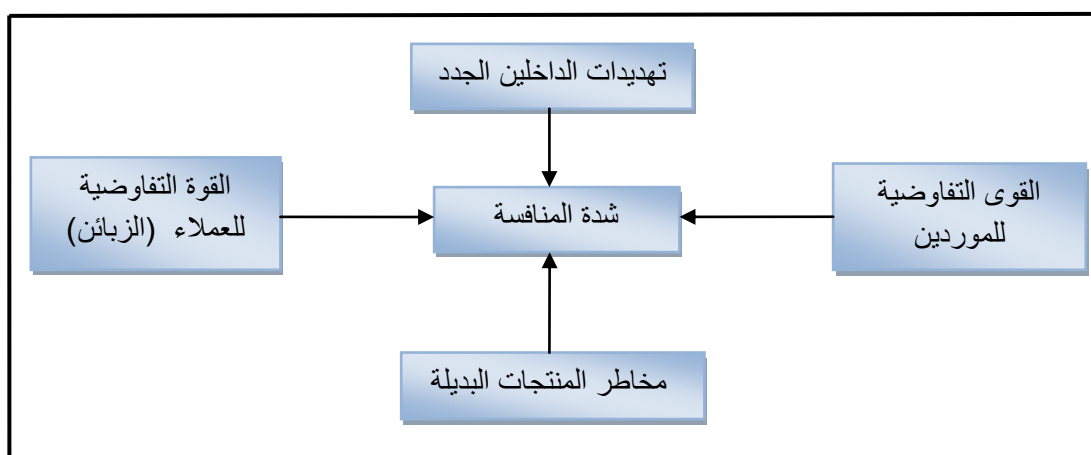 تهديدات الداخلين الجدد
القوى التفاوضية
للموردين
شدة المنافسة
القوة التفاوضية
للعملاء (الزبائن)
مخاطر المنتجات البديلة